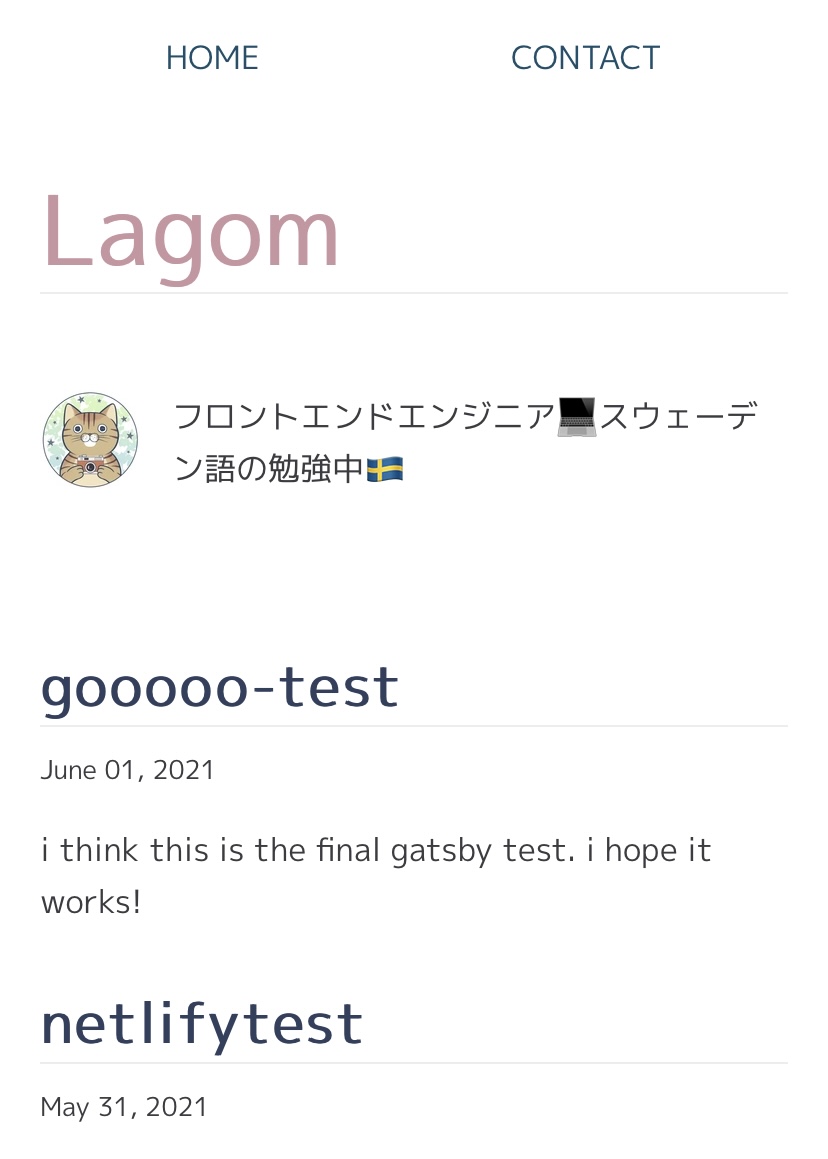 HOME CONTACT
Lagom
フロントエンドエンジニア💻スウェーデ
ン語の勉強中🇸🇪
gooooo-test
June 01, 2021
i think this is the final gatsby test. i hope it
works!
netlifytest
May 31, 2021